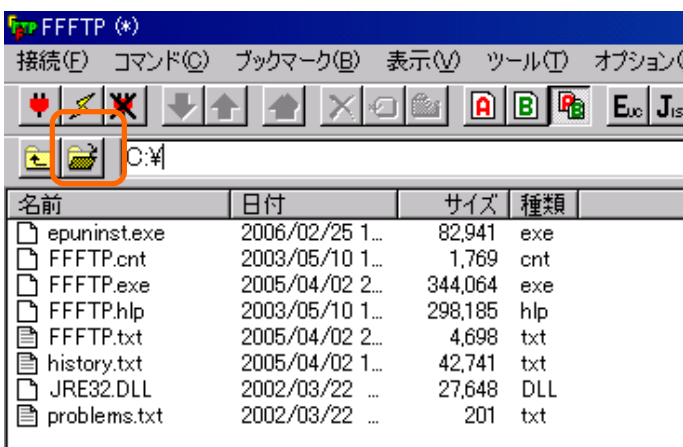 FFFTP (*)
接続(F) コマンド(C) ブックマーク(B) 表示(V) ツール(T) オプション(
A B Euc JIS
C:¥
名前 日付 サイズ 種類
epuninst.exe 2006/02/25 1... 82,941 exe
FFFTP.cnt 2003/05/10 1... 1,769 cnt
FFFTP.exe 2005/04/02 2... 344,064 exe
FFFTP.hlp 2003/05/10 1... 298,185 hlp
FFFTP.txt 2005/04/02 2... 4,698 txt
history.txt 2005/04/02 1... 42,741 txt
JRE32.DLL 2002/03/22 ... 27,648 DLL
problems.txt 2002/03/22 ... 201 txt